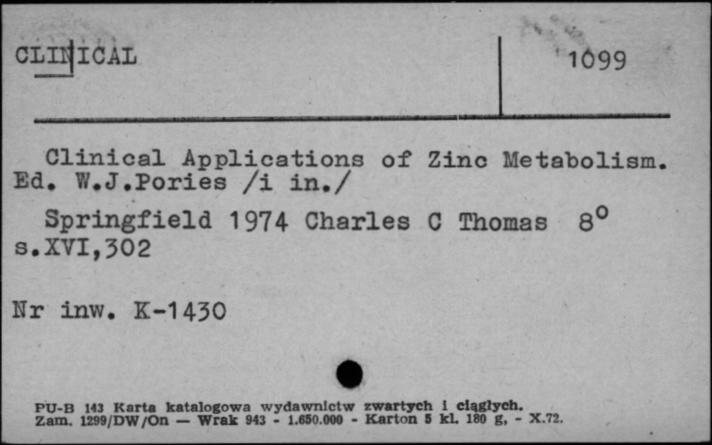 CLINICAL
1099
Clinical Applications of Zinc Metabolism.
Ed. W.J.Pories /i in./
Springfield 1974 Charles C Thomas 8°
s.XVI,302
Nr inw. K-1430
PU-B 143 Karta katalogowa wydawnictw zwartych i ciągłych.
Zam. 1299/DW/On — Wrak 943 - 1.650.000 - Karton 5 kl. 180 g, - X.72.